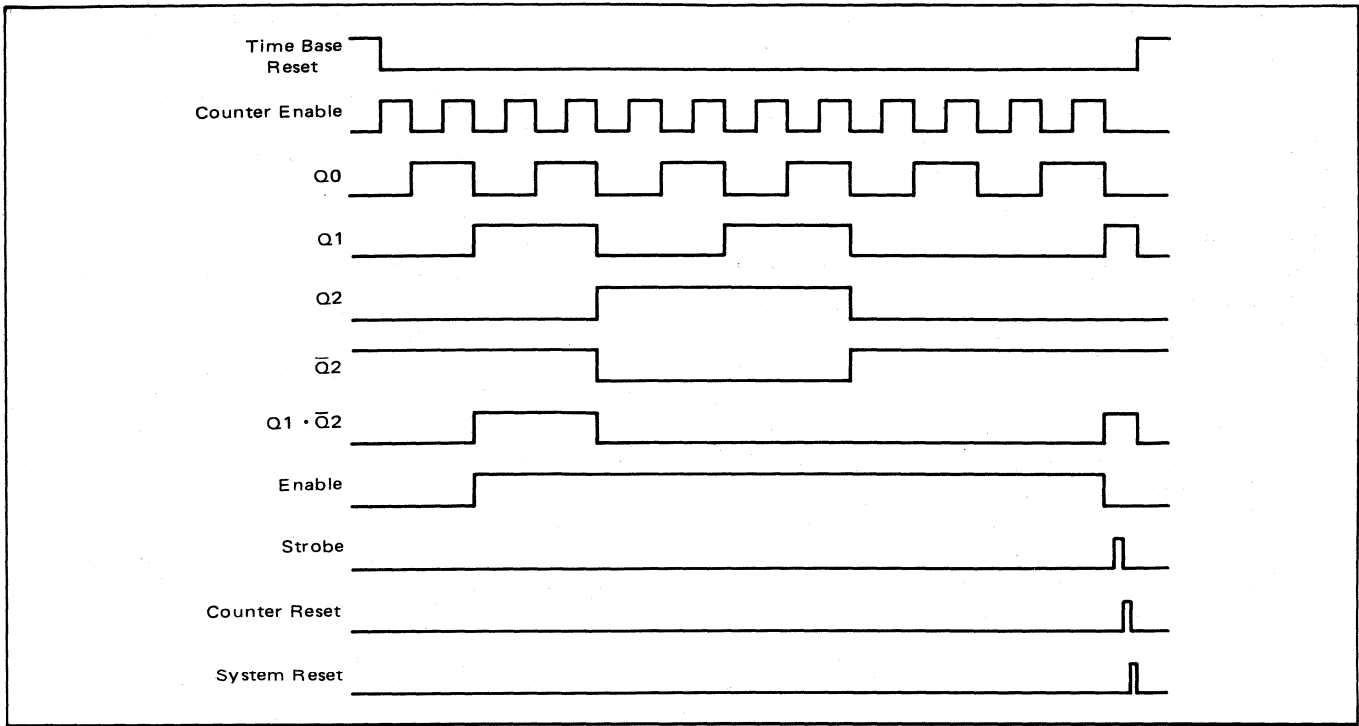 Time Base
Reset
Counter Enable
Q0
Q1
Q2
Q̅2
Q1 · Q̅2
Enable
Strobe
Counter Reset
System Reset